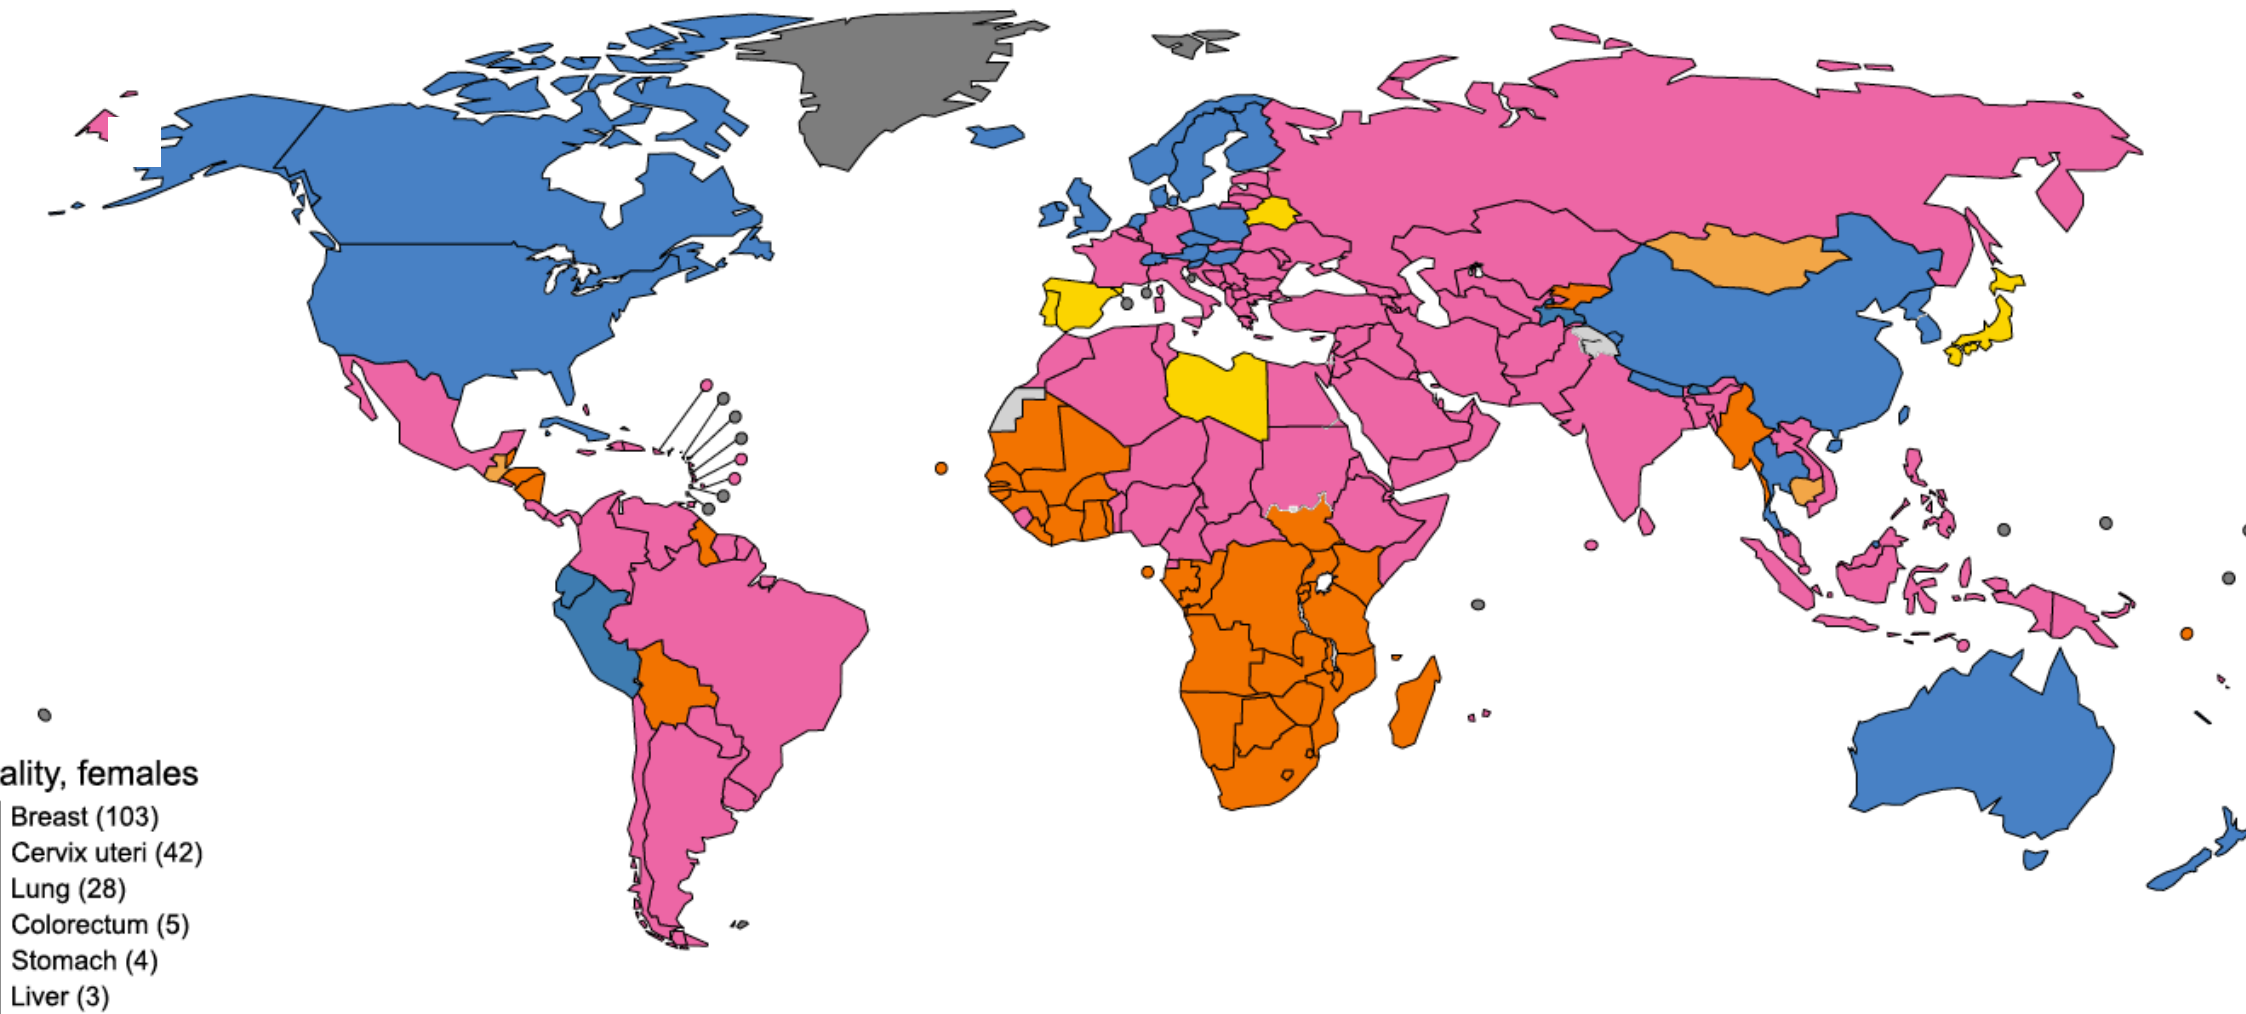 ality, females
Breast (103)
Cervix uteri (42)
Lung (28)
Colorectum (5)
Stomach (4)
Liver (3)